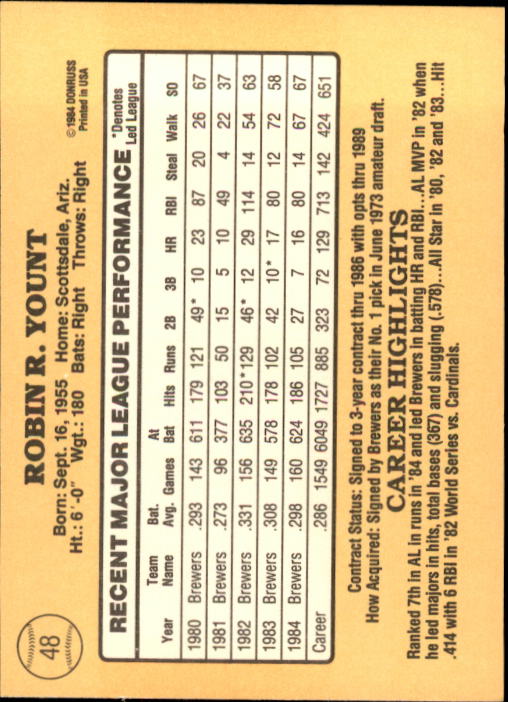 48
ROBIN R. YOUNT
©1984 DONRUSS
Printed in USA
Born: Sept. 16, 1955 Home: Scottsdale, Ariz.
Ht.: 6'-0" Wgt.: 180 Bats: Right Throws: Right
RECENT MAJOR LEAGUE PERFORMANCE *Denotes Led League
Year Team Name Bat. Avg. Games At Bat Hits Runs 2B 3B HR RBI Steal Walk SO
1980 Brewers .293 143 611 179 121 49* 10 23 87 20 26 67
1981 Brewers .273 96 377 103 50 15 5 10 49 4 22 37
1982 Brewers .331 156 635 210* 129 46* 12 29 114 14 54 63
1983 Brewers .308 149 578 178 102 42 10* 17 80 12 72 58
1984 Brewers .298 160 624 186 105 27 7 16 80 14 67 67
Career .286 1549 6049 1727 885 323 72 129 713 142 424 651
Contract Status: Signed to 3-year contract thru 1986 with opts thru 1989
How Acquired: Signed by Brewers as their No. 1 pick in June 1973 amateur draft.
CAREER HIGHLIGHTS
Ranked 7th in AL in runs in '84 and led Brewers in batting HR and RBI...AL MVP in '82 when
he led majors in hits, total bases (367) and slugging (.578)...All Star in '80, '82 and '83....Hit
.414 with 6 RBI in '82 World Series vs. Cardinals.